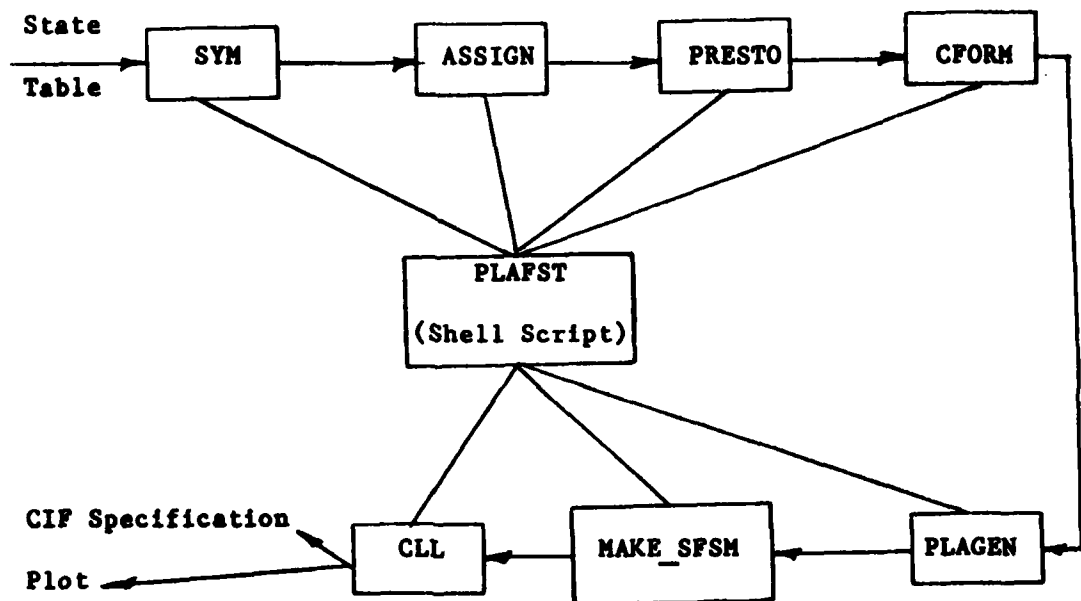 State
Table
SYM
ASSIGN
PRESTO
CFORM
PLAFST
(Shell Script)
CIF Specification
Plot
CLL
MAKE_SFSM
PLAGEN